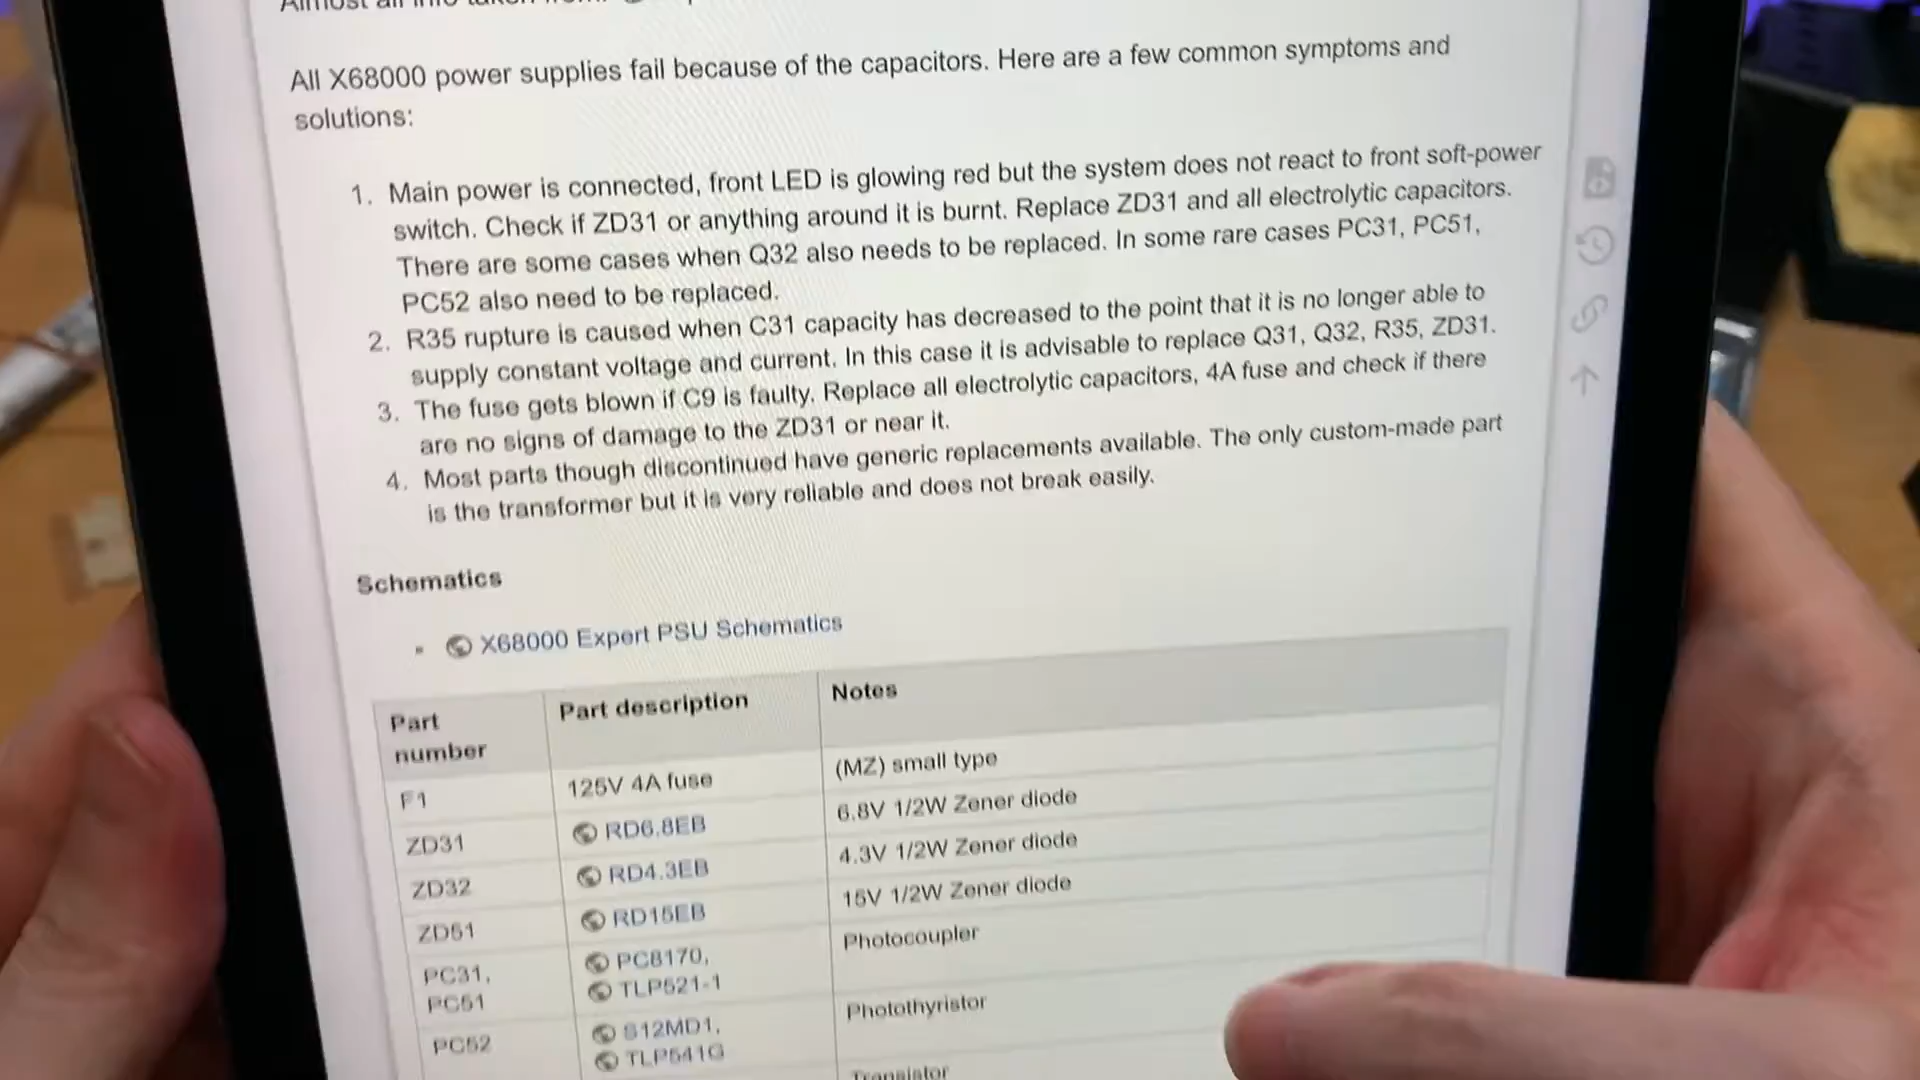 Almost all info taken from:
All X68000 power supplies fail because of the capacitors. Here are a few common symptoms and
solutions:
1. Main power is connected, front LED is glowing red but the system does not react to front soft-power
switch. Check if ZD31 or anything around it is burnt. Replace ZD31 and all electrolytic capacitors.
There are some cases when Q32 also needs to be replaced. In some rare cases PC31, PC51,
PC52 also need to be replaced.
2. R35 rupture is caused when C31 capacity has decreased to the point that it is no longer able to
supply constant voltage and current. In this case it is advisable to replace Q31, Q32, R35, ZD31.
3. The fuse gets blown if C9 is faulty. Replace all electrolytic capacitors, 4A fuse and check if there
are no signs of damage to the ZD31 or near it.
4. Most parts though discontinued have generic replacements available. The only custom-made part
is the transformer but it is very reliable and does not break easily.
Schematics
X68000 Expert PSU Schematics
Part
number
Part description
Notes
F1
125V 4A fuse
(MZ) small type
ZD31
RD6.8EB
6.8V 1/2W Zener diode
ZD32
RD4.3EB
4.3V 1/2W Zener diode
ZD51
RD15EB
15V 1/2W Zener diode
PC31,
PC51
PC8170,
TLP521-1
Photocoupler
PC52
S12MD1,
TLP541G
Photothyristor
Transistor